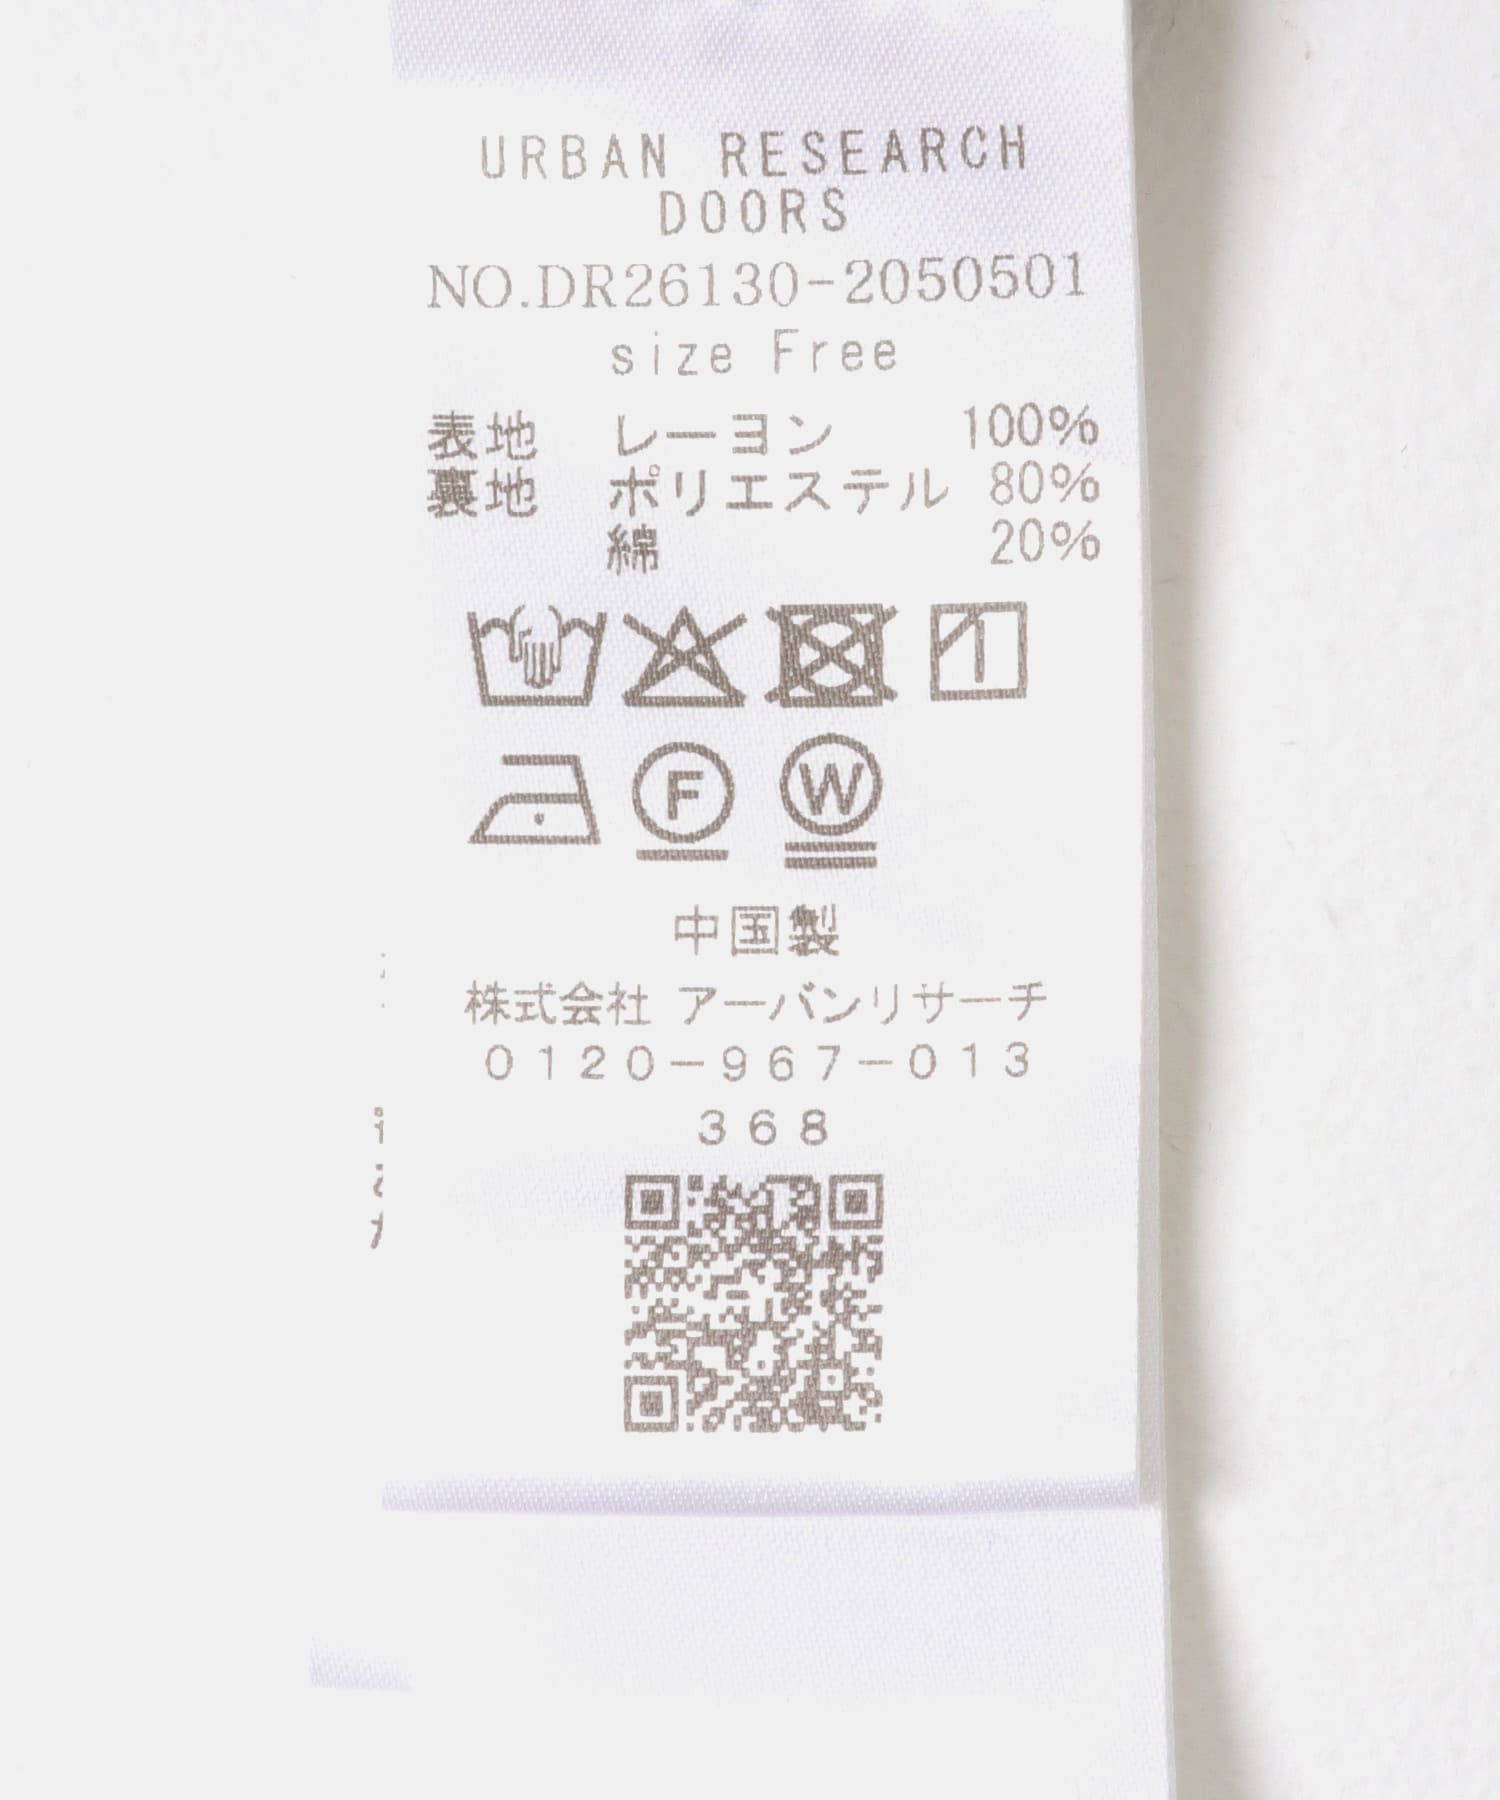 URBAN RESEARCH
DOORS
NO.DR26130-2050501
size Free
表地 レーヨン 100%
裏地 ポリエステル 80%
綿 20%
F W
中国製
株式会社 アーバンリサーチ
0120-967-013
368